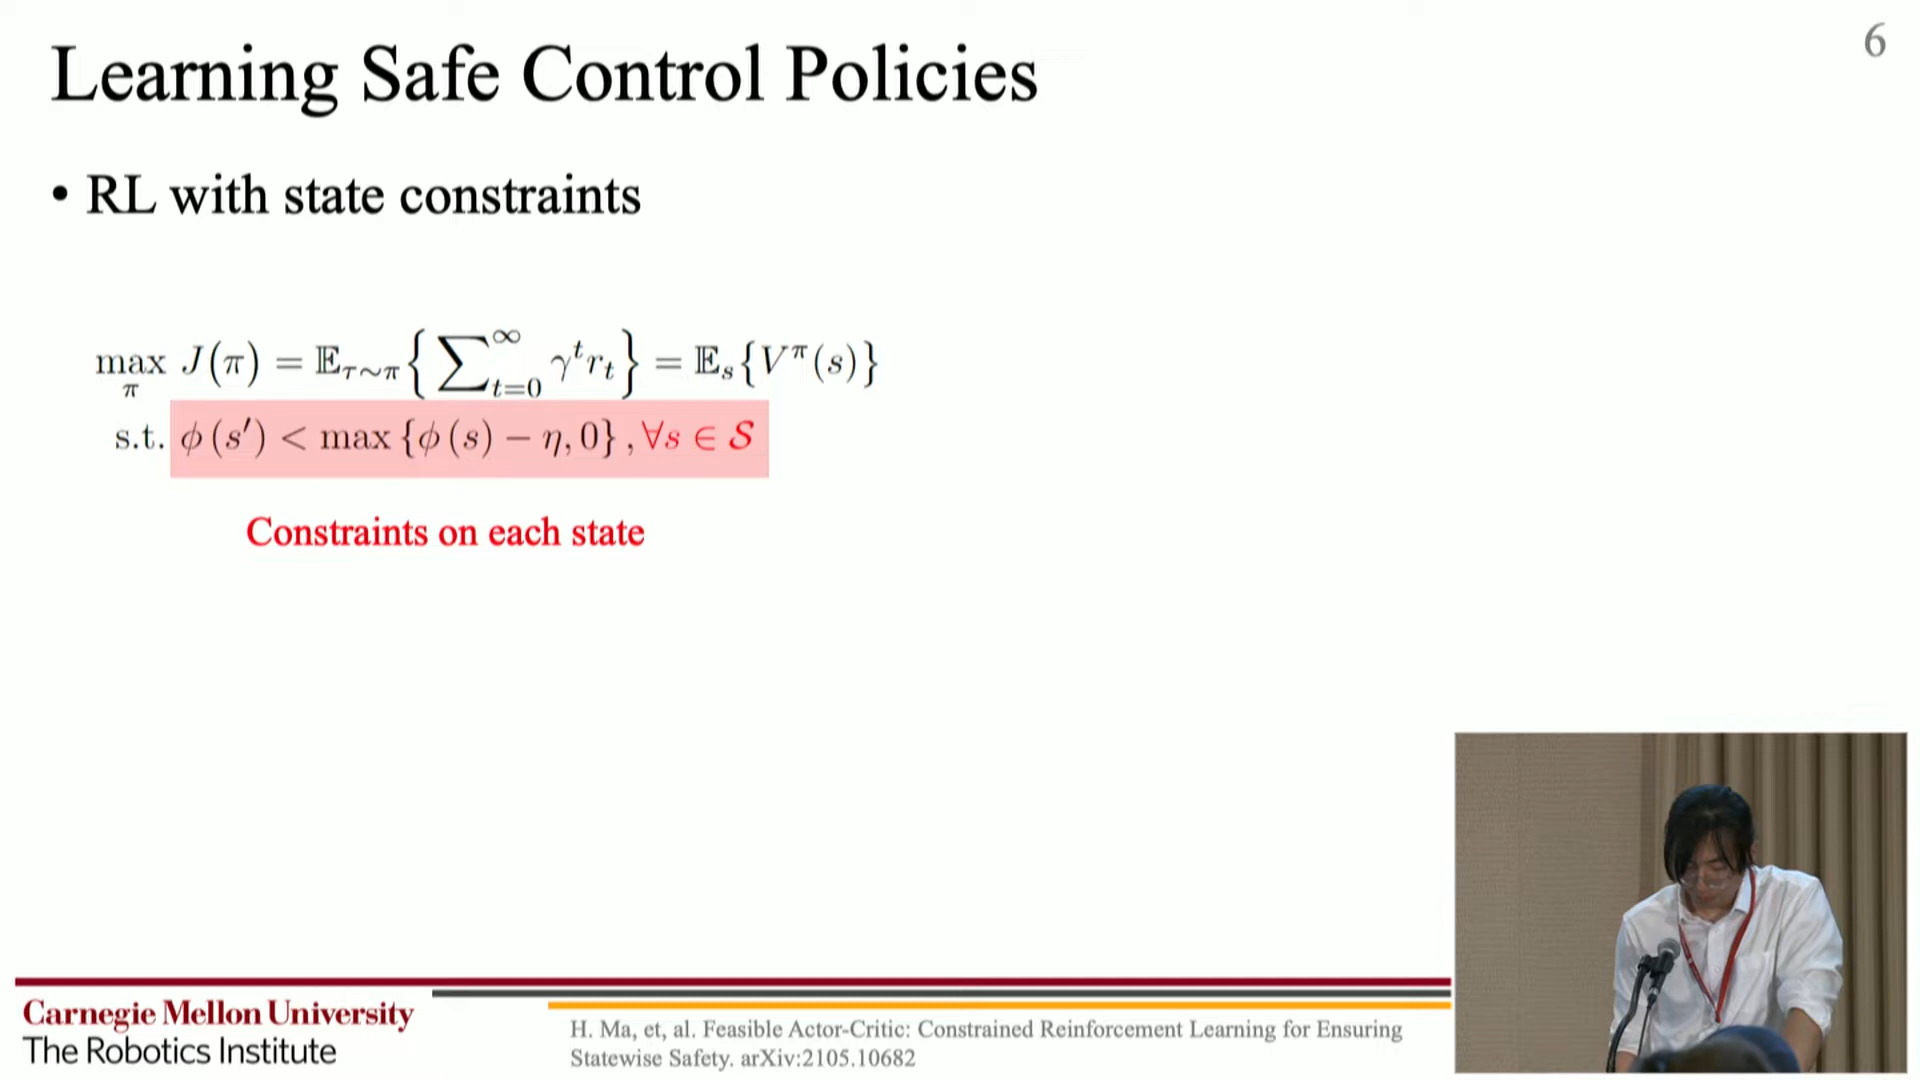 6
Learning Safe Control Policies
• RL with state constraints
max_π J(π) = 𝔼_{τ∼π}{∑_{t=0}^{∞} γ^t r_t} = 𝔼_s{V^π(s)}
s.t. ϕ(s′) < max {ϕ(s) − η, 0}, ∀s ∈ 𝒮
Constraints on each state
Carnegie Mellon University
The Robotics Institute
H. Ma, et, al. Feasible Actor-Critic: Constrained Reinforcement Learning for Ensuring
Statewise Safety. arXiv:2105.10682